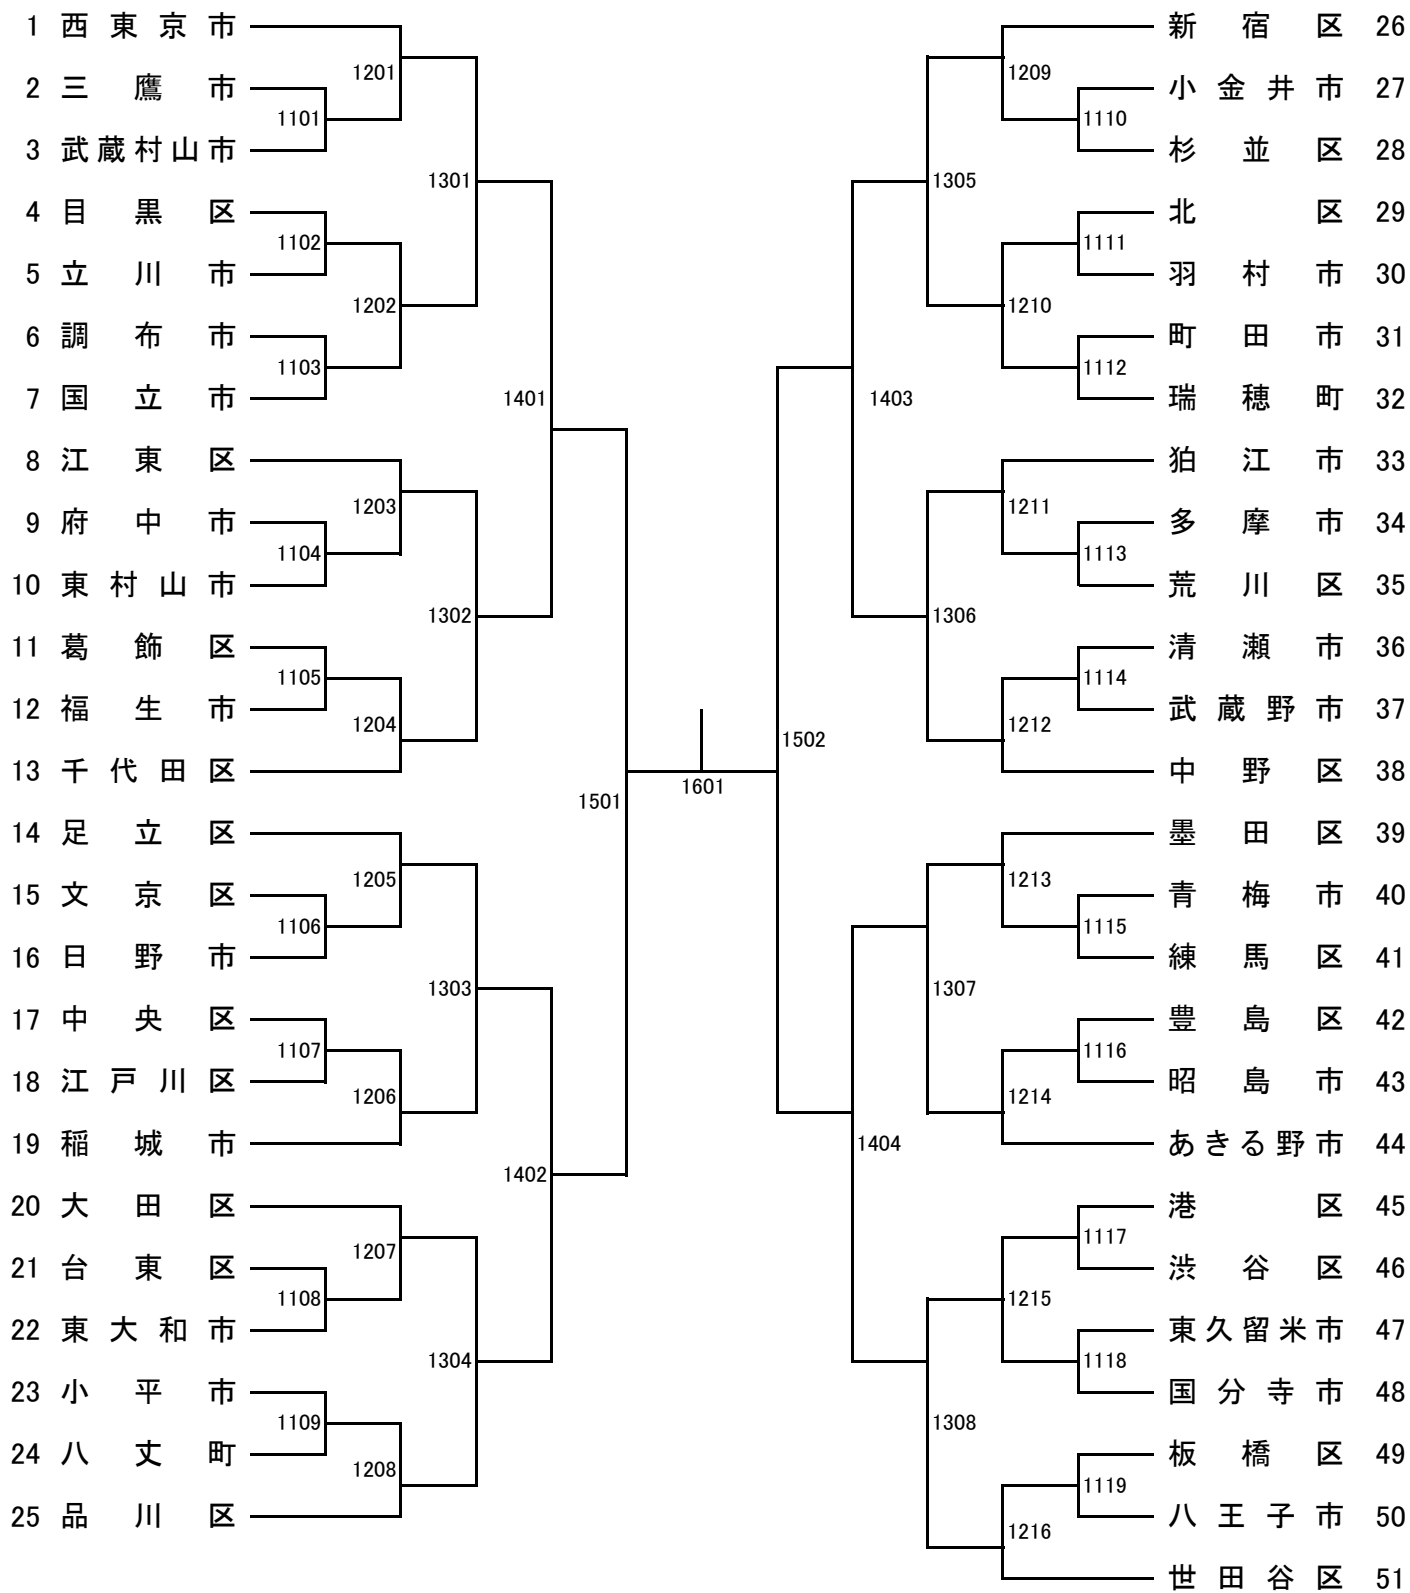 1 西東京市
2 三鷹市
3 武蔵村山市
4 目黒区
5 立川市
6 調布市
7 国立市
8 江東区
9 府中市
10 東村山市
11 葛飾区
12 福生市
13 千代田区
14 足立区
15 文京区
16 日野市
17 中央区
18 江戸川区
19 稲城市
20 大田区
21 台東区
22 東大和市
23 小平市
24 八丈町
25 品川区
1101
1102
1103
1104
1105
1106
1107
1108
1109
1201
1202
1203
1204
1205
1206
1207
1208
1301
1302
1303
1304
1401
1402
1501
1601
1502
1403
1404
1305
1306
1307
1308
1209
1210
1211
1212
1213
1214
1215
1216
1110
1111
1112
1113
1114
1115
1116
1117
1118
1119
新宿区 26
小金井市 27
杉並区 28
北区 29
羽村市 30
町田市 31
瑞穂町 32
狛江市 33
多摩市 34
荒川区 35
清瀬市 36
武蔵野市 37
中野区 38
墨田区 39
青梅市 40
練馬区 41
豊島区 42
昭島市 43
あきる野市 44
港区 45
渋谷区 46
東久留米市 47
国分寺市 48
板橋区 49
八王子市 50
世田谷区 51